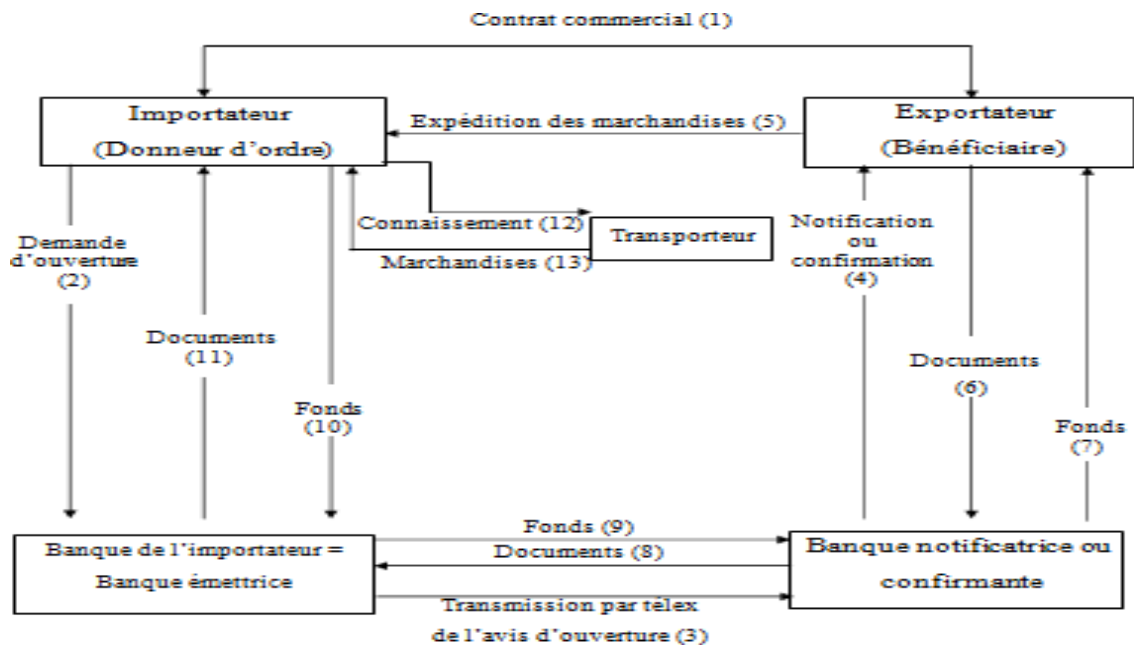 Contrat commercial (1)
Importateur
(Donneur d'ordre)
Expédition des marchandises (5)
Exportateur
(Bénéficiaire)
Connaissement (12)
Transporteur
Marchandises (13)
Demande
d'ouverture
(2)
Notification
ou
confirmation
(4)
Documents
(11)
Fonds
(10)
Documents
(6)
Fonds
(7)
Banque de l'importateur =
Banque émettrice
Fonds (9)
Documents (8)
Banque notificatrice ou
confirmante
Transmission par télex
de l'avis d'ouverture (3)